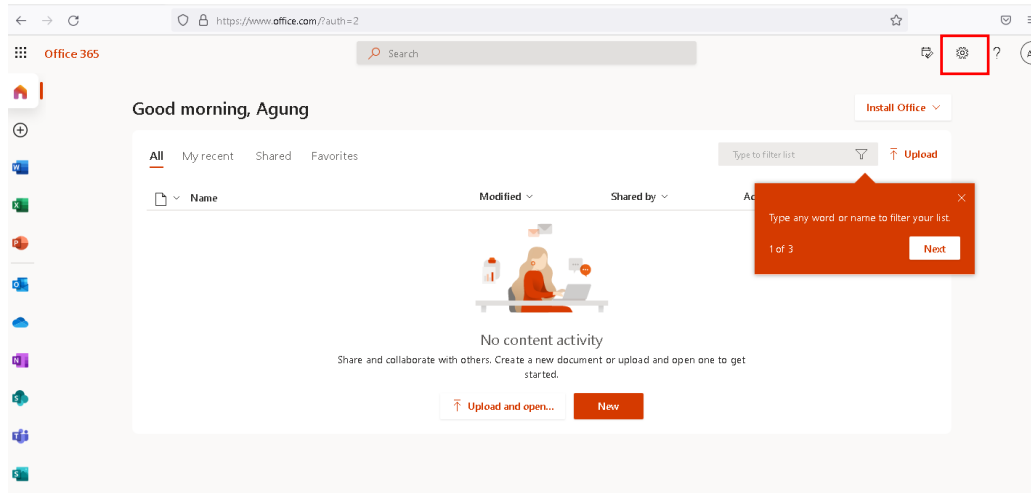 https://www.office.com/?auth=2
Office 365
Search
?
Good morning, Agung
Install Office
All My recent Shared Favorites
Type to filter list
Upload
Name Modified Shared by
Type any word or name to filter your list.
1 of 3
Next
No content activity
Share and collaborate with others. Create a new document or upload and open one to get
started.
Upload and open...
New